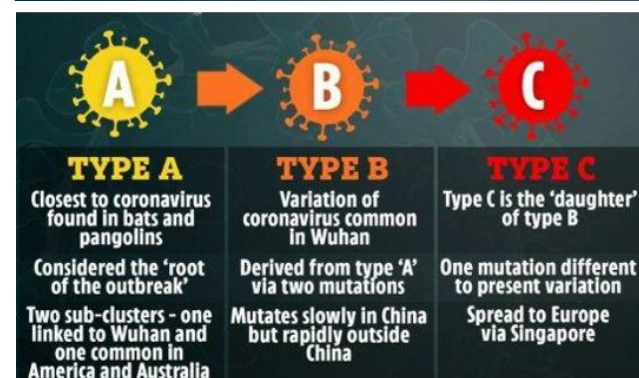 A
B
C
TYPE A
Closest to coronavirus
found in bats and
pangolins
Considered the ‘root
of the outbreak’
Two sub-clusters - one
linked to Wuhan and
one common in
America and Australia
TYPE B
Variation of
coronavirus common
in Wuhan
Derived from type ‘A’
via two mutations
Mutates slowly in China
but rapidly outside
China
TYPE C
Type C is the ‘daughter’
of type B
One mutation different
to present variation
Spread to Europe
via Singapore